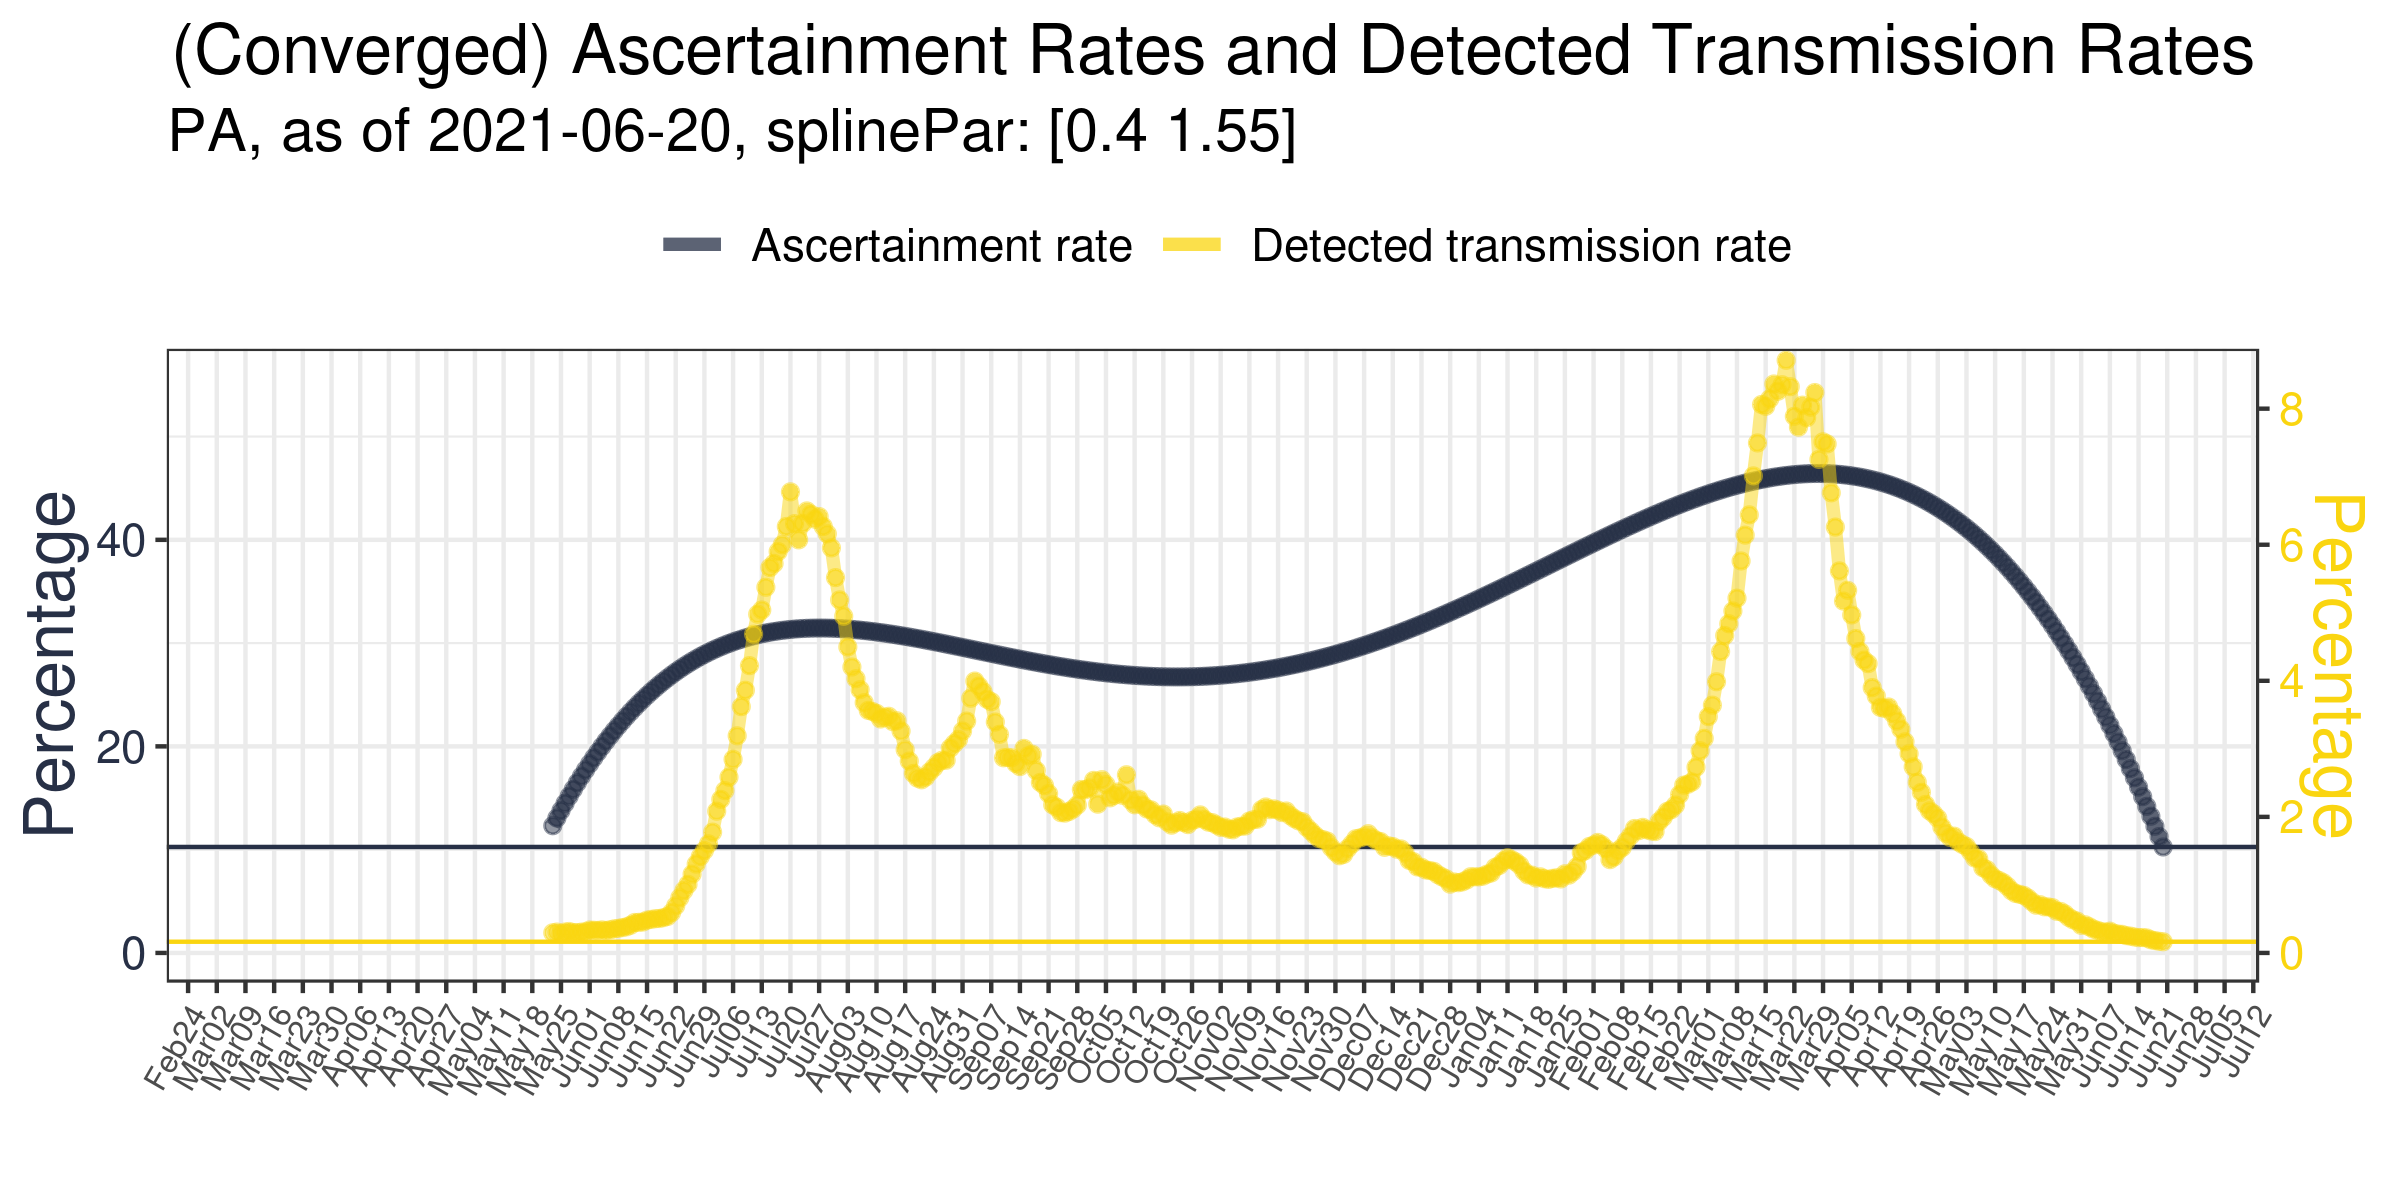 (Converged) Ascertainment Rates and Detected Transmission Rates
PA, as of 2021-06-20, splinePar: [0.4 1.55]
Ascertainment rate
Detected transmission rate
Percentage
40
20
0
8
6
4
2
0
Percentage
Feb24
Mar02
Mar09
Mar16
Mar23
Mar30
Apr06
Apr13
Apr20
Apr27
May04
May11
May18
May25
Jun01
Jun08
Jun15
Jun22
Jun29
Jul06
Jul13
Jul20
Jul27
Aug03
Aug10
Aug17
Aug24
Aug31
Sep07
Sep14
Sep21
Sep28
Oct05
Oct12
Oct19
Oct26
Nov02
Nov09
Nov16
Nov23
Nov30
Dec07
Dec14
Dec21
Dec28
Dec04
Jan11
Jan18
Jan25
Feb01
Feb08
Feb15
Feb22
Mar01
Mar08
Mar15
Mar22
Mar29
Apr05
Apr12
Apr19
Apr26
May03
May10
May17
May24
May31
Jun07
Jun14
Jun21
Jun28
Jul05
Jul12